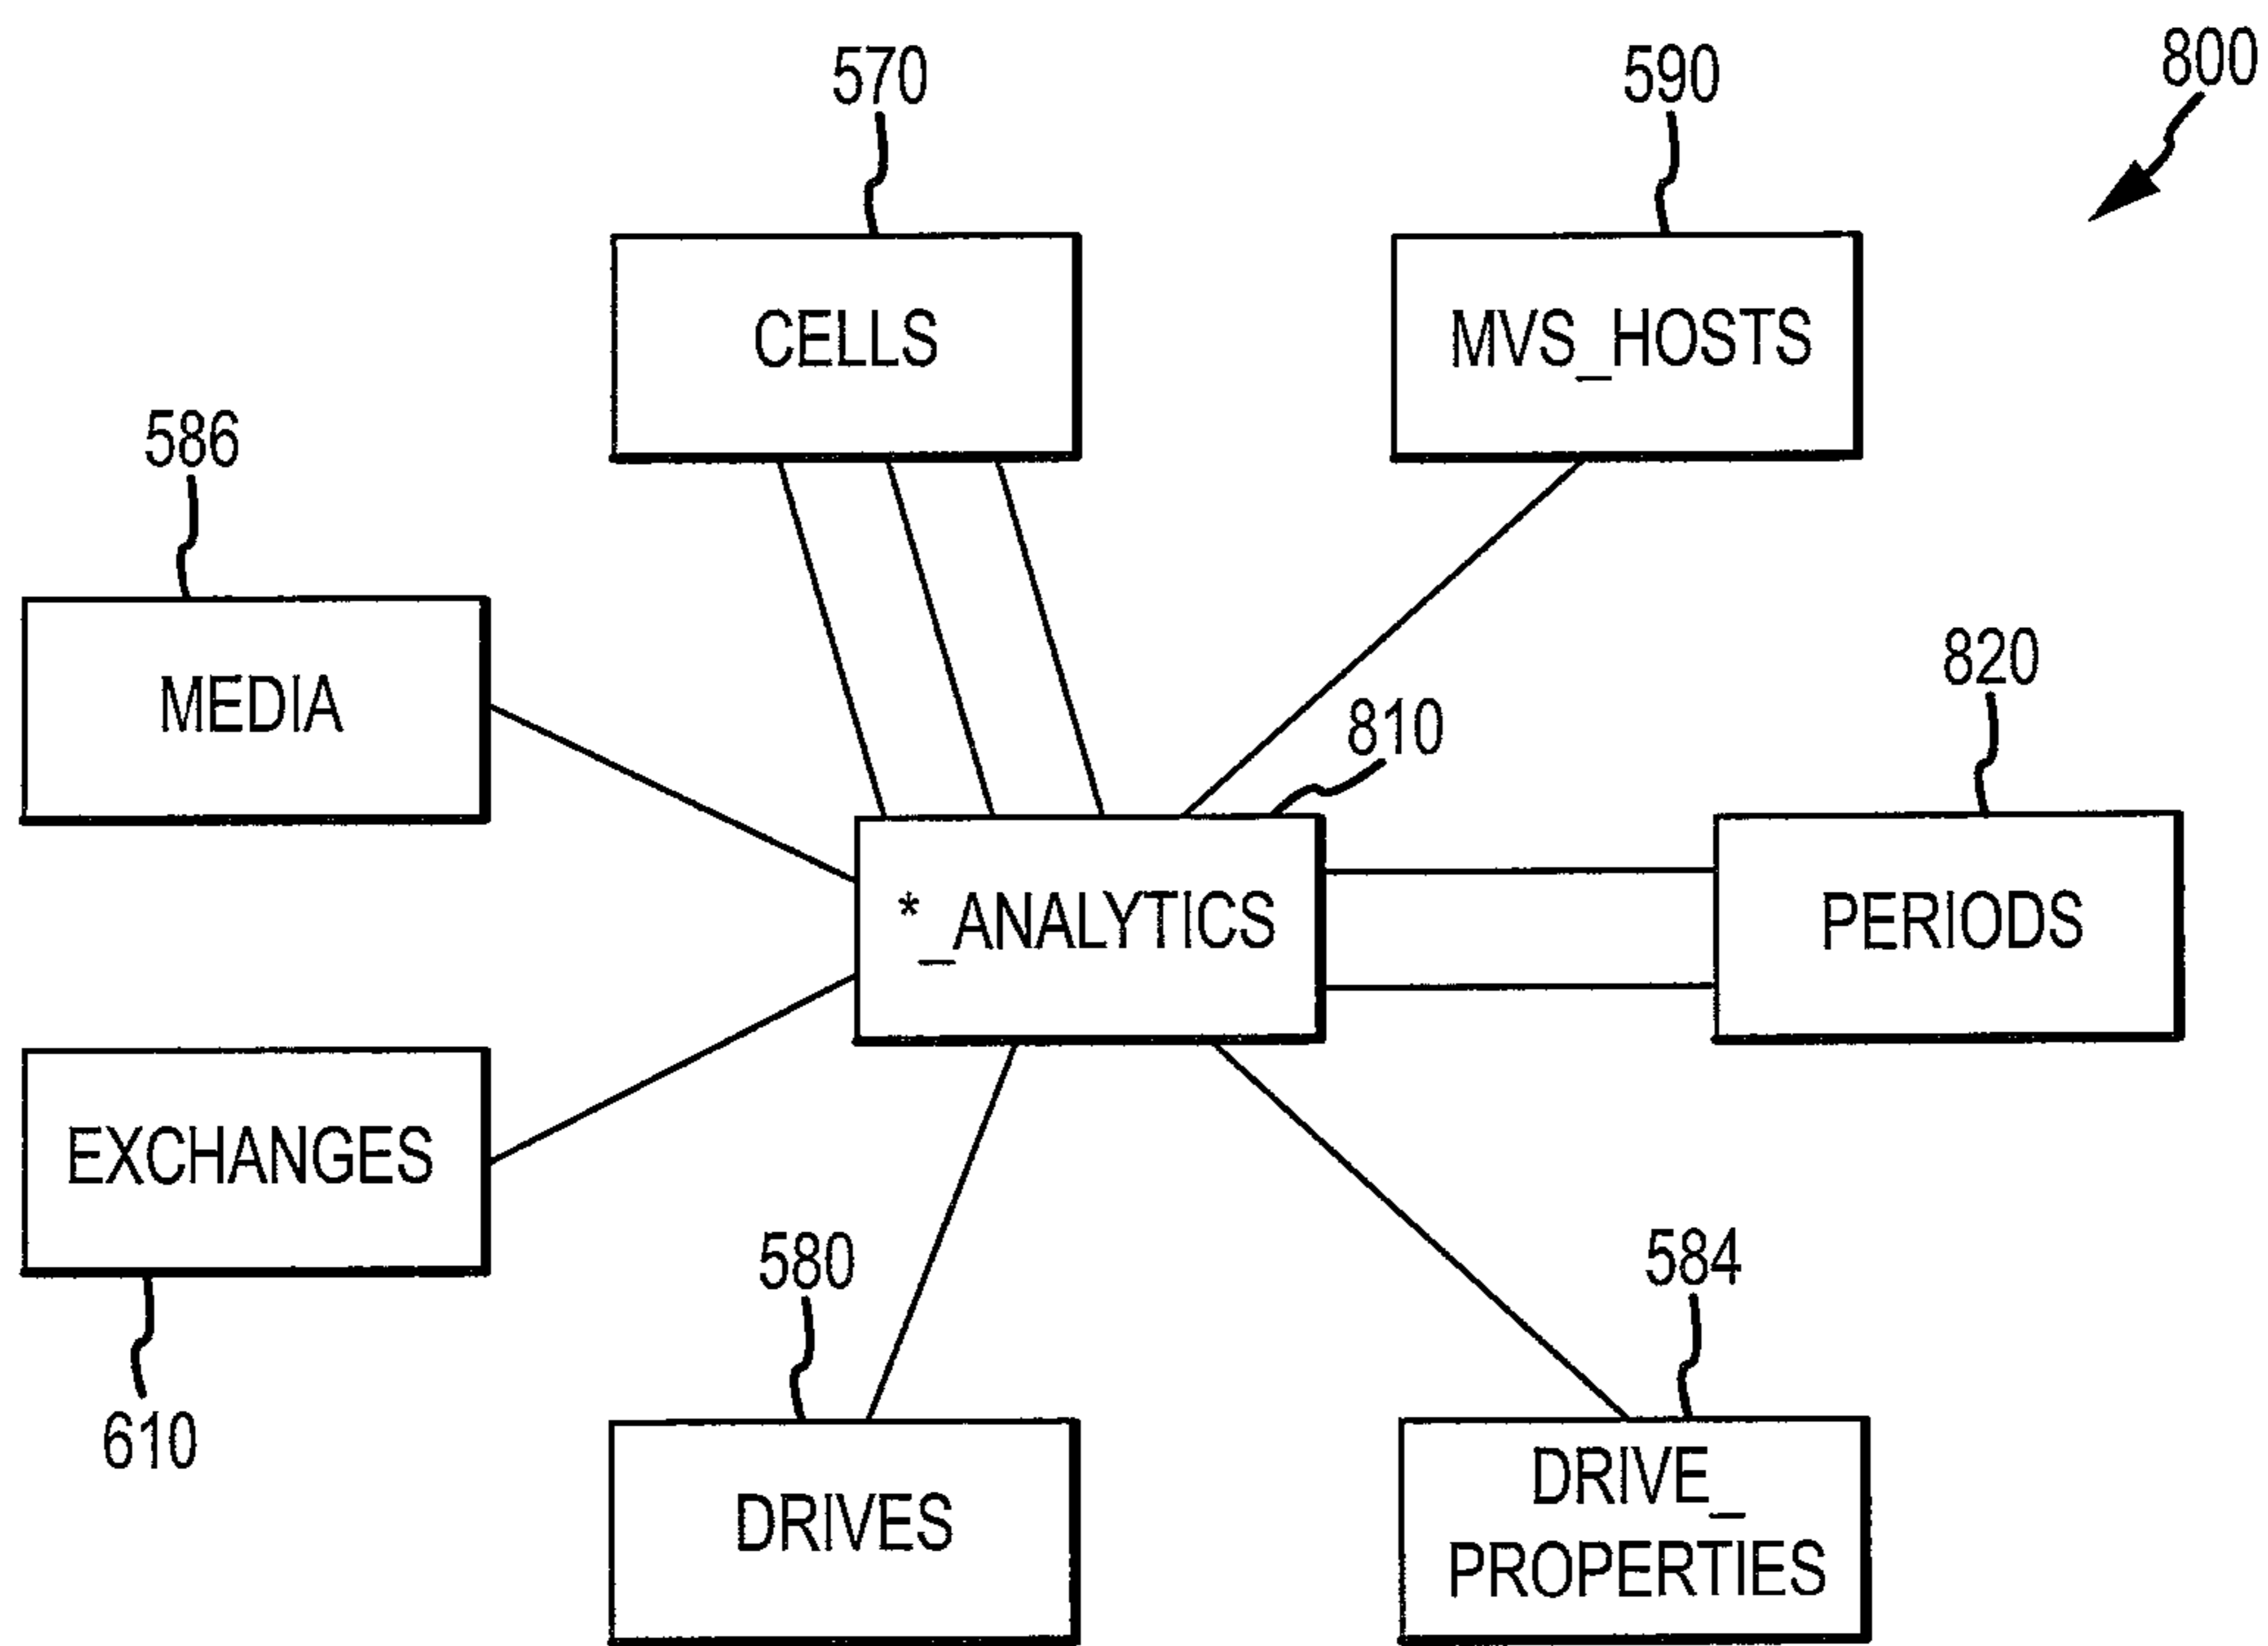 570
590
800
CELLS
MVS_HOSTS
586
MEDIA
820
810
*_ANALYTICS
PERIODS
EXCHANGES
610
580
584
DRIVES
DRIVE_
PROPERTIES